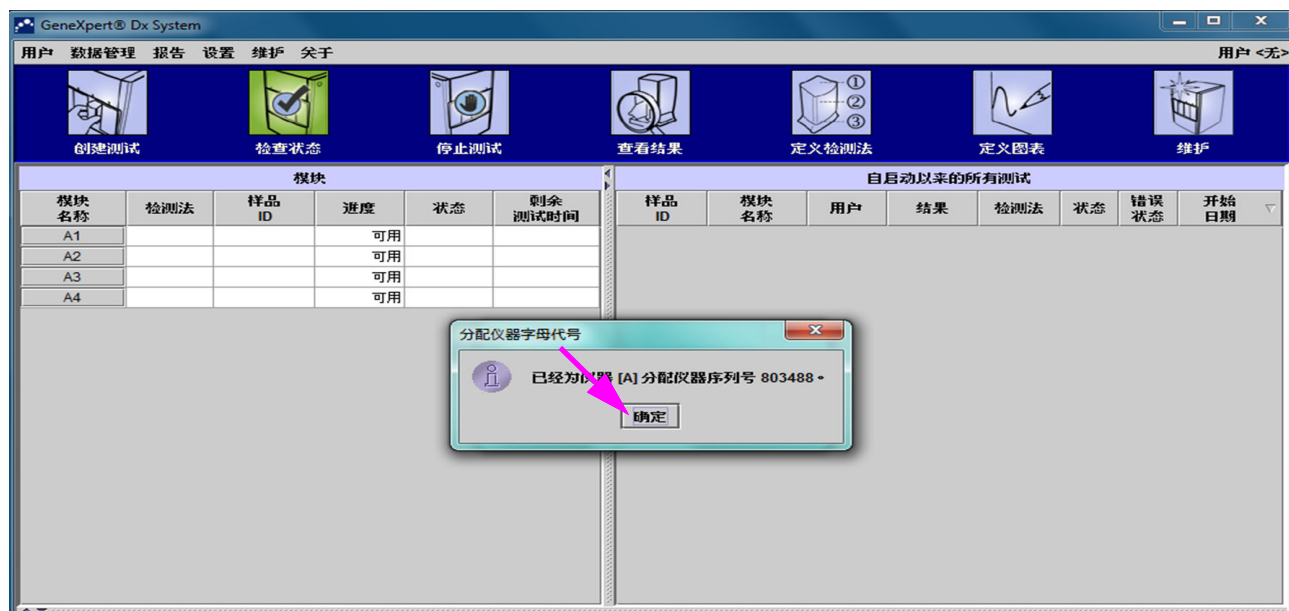 GeneXpert® Dx System
用户 数据管理 报告 设置 维护 关于
用户 <无>
创建测试
检查状态
停止测试
查看结果
①
②
③
定义检测法
定义图表
维护
模块
模块
名称
检测法
样品
ID
进度
状态
剩余
测试时间
A1 可用
A2 可用
A3 可用
A4 可用
自启动以来的所有测试
样品
ID
模块
名称
用户
结果
检测法
状态
错误
状态
开始
日期
分配仪器字母代号
已经为仪器 [A] 分配仪器序列号 803488。
确定